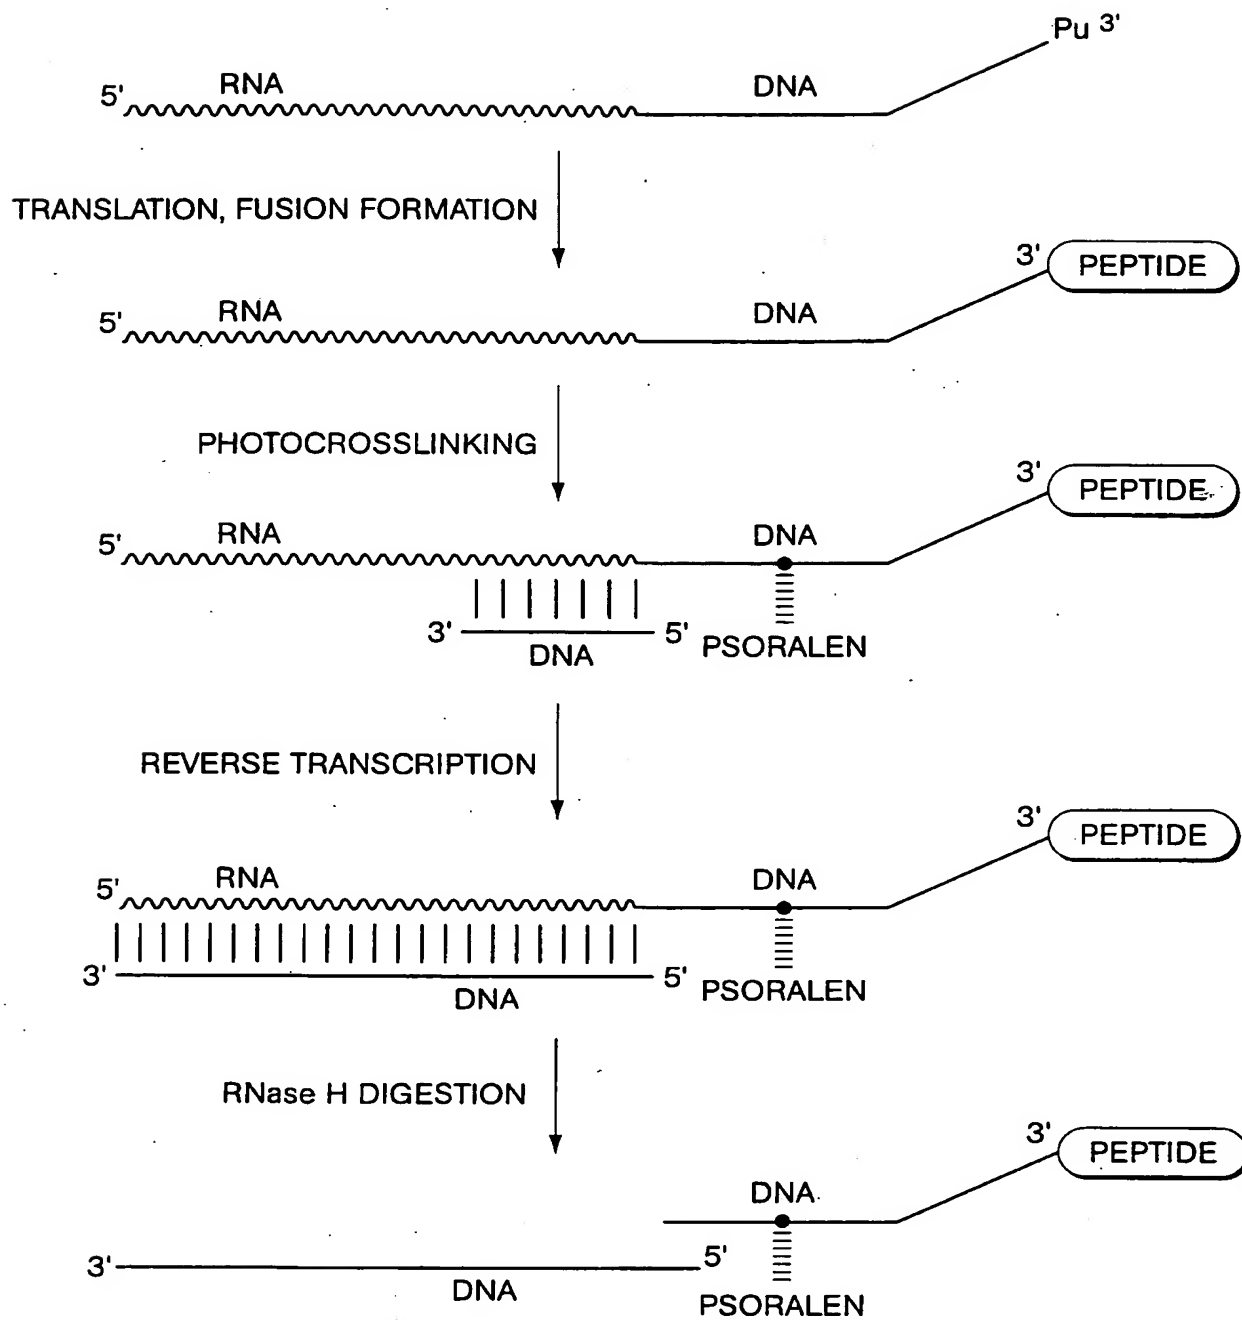 Pu 3'
5' RNA DNA
TRANSLATION, FUSION FORMATION
3' PEPTIDE
5' RNA DNA
PHOTOCROSSLINKING
3' PEPTIDE
5' RNA DNA
3' 5'
DNA PSORALEN
REVERSE TRANSCRIPTION
3' PEPTIDE
5' RNA DNA
3' 5' PSORALEN
DNA
RNase H DIGESTION
3' PEPTIDE
DNA
3' 5'
DNA PSORALEN